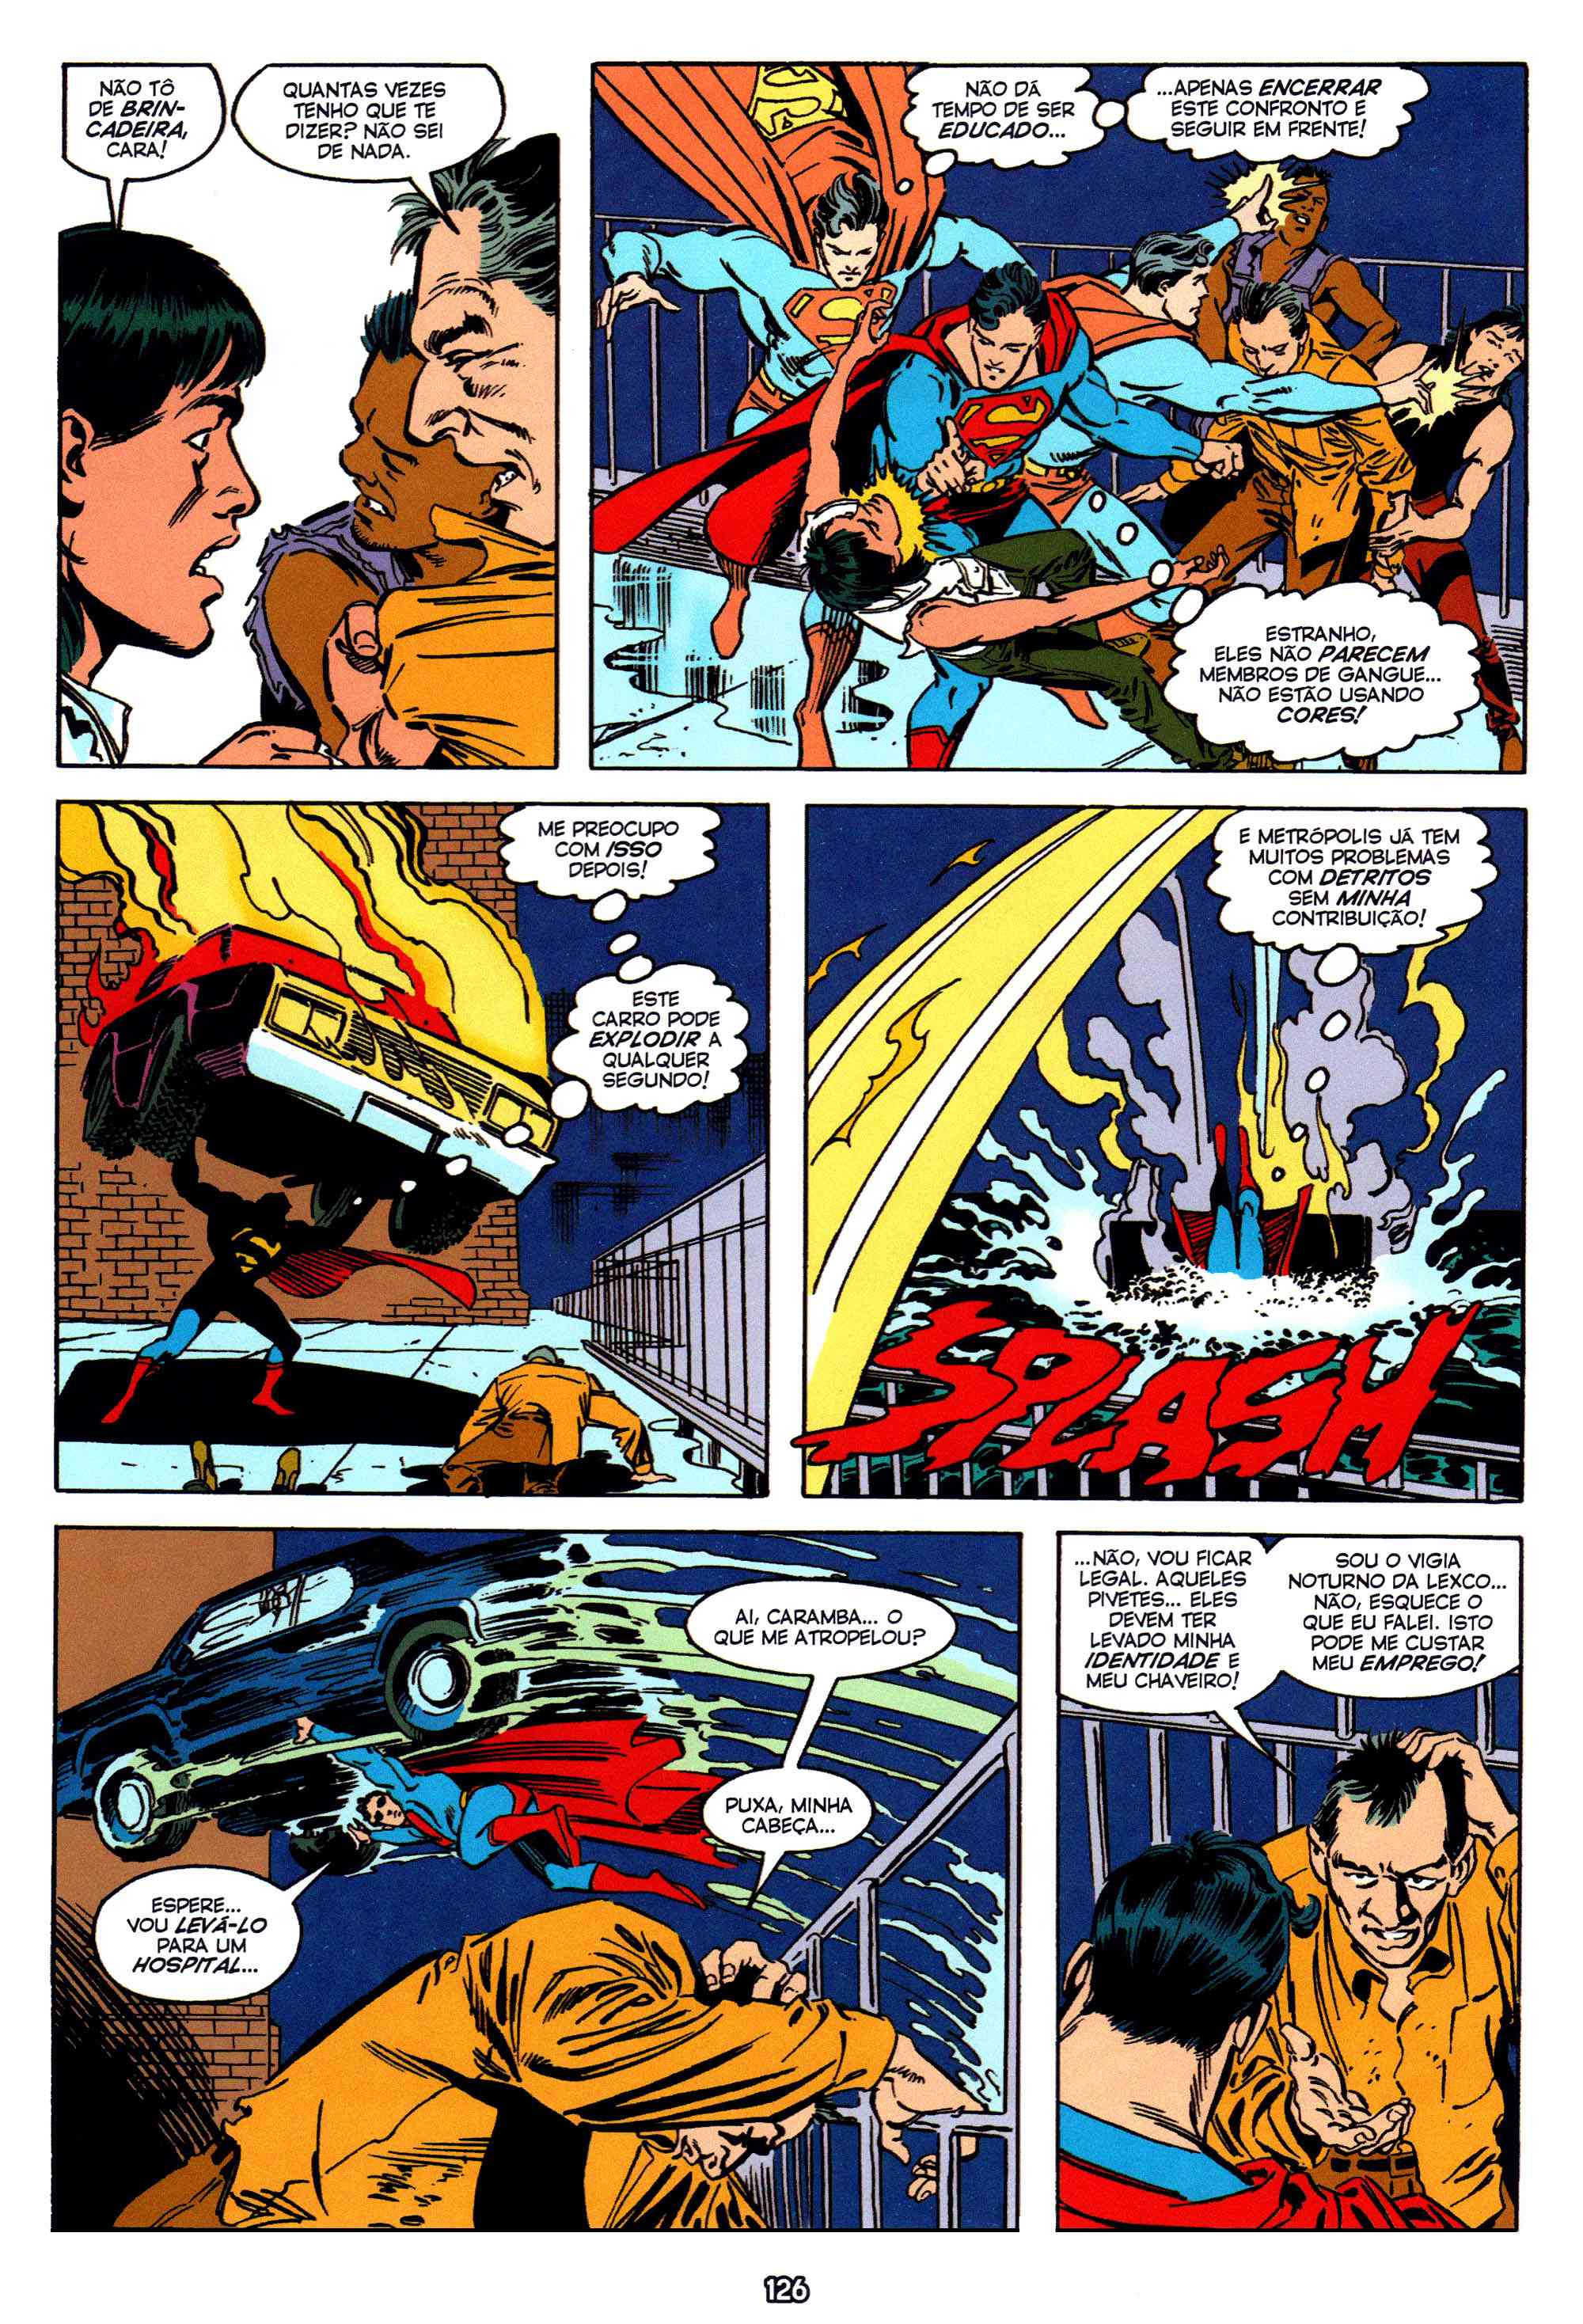 NÃO TÔ
DE BRIN-
CADEIRA,
CARA!
QUANTAS VEZES
TENHO QUE TE
DIZER? NÃO SEI
DE NADA.
NÃO DÁ
TEMPO DE SER
EDUCADO...
...APENAS ENCERRAR
ESTE CONFRONTO E
SEGUIR EM FRENTE!
ESTRANHO,
ELES NÃO PARECEM
MEMBROS DE GANGUE...
NÃO ESTÃO USANDO
CORES!
ME PREOCUPO
COM ISSO
DEPOIS!
ESTE
CARRO PODE
EXPLODIR A
QUALQUER
SEGUNDO!
E METRÓPOLIS JÁ TEM
MUITOS PROBLEMAS
COM DETRITOS
SEM MINHA
CONTRIBUIÇÃO!
SPLASH
AI, CARAMBA... O
QUE ME ATROPELOU?
PUXA, MINHA
CABEÇA...
ESPERE...
VOU LEVÁ-LO
PARA UM
HOSPITAL...
...NÃO, VOU FICAR
LEGAL. AQUELES
PIVETES... ELES
DEVEM TER
LEVADO MINHA
IDENTIDADE E
MEU CHAVEIRO!
SOU O VIGIA
NOTURNO DA LEXCO...
NÃO, ESQUECE O
QUE EU FALEI. ISTO
PODE ME CUSTAR
MEU EMPREGO!
126